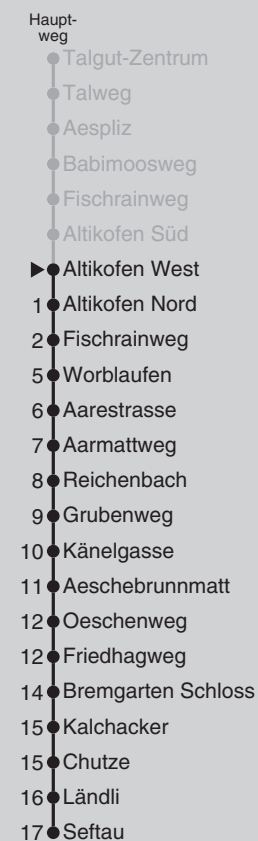 Haupt-
weg
Talgut-Zentrum
Talweg
Aespliz
Babimoosweg
Fischrainweg
Altikofen Süd
Altikofen West
1 Altikofen Nord
2 Fischrainweg
5 Worblaufen
6 Aarestrasse
7 Aarmattweg
8 Reichenbach
9 Grubenweg
10 Känelgasse
11 Aeschebrunnmatt
12 Oeschenweg
12 Friedhagweg
14 Bremgarten Schloss
15 Kalchacker
15 Chutze
16 Ländli
17 Seftau